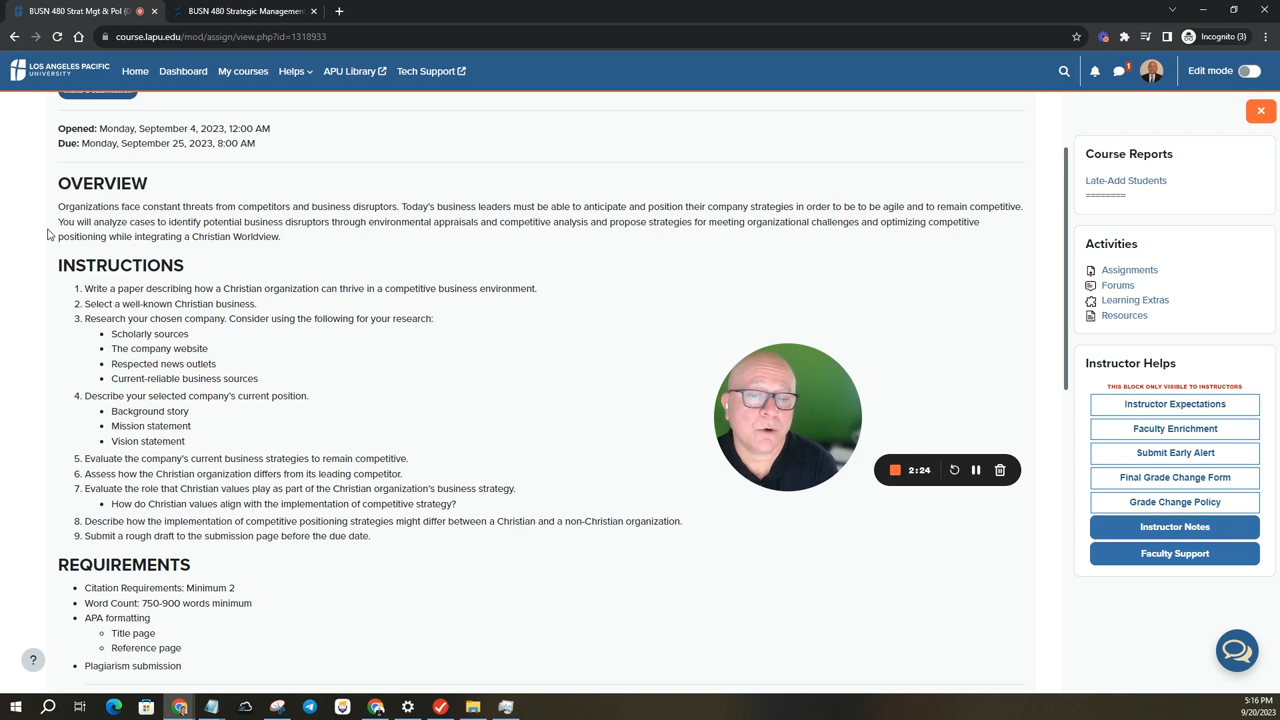 BUSN 480 Strat Mgt & Pol (O
BUSN 480 Strategic Management
course.lapu.edu/mod/assign/view.php?id=1318933
Incognito (3)
LOS ANGELES PACIFIC
UNIVERSITY
Home
Dashboard
My courses
Helps
APU Library
Tech Support
1
Edit mode
Opened: Monday, September 4, 2023, 12:00 AM
Due: Monday, September 25, 2023, 8:00 AM
OVERVIEW
Organizations face constant threats from competitors and business disruptors. Today's business leaders must be able to anticipate and position their company strategies in order to be to be agile and to remain competitive.
You will analyze cases to identify potential business disruptors through environmental appraisals and competitive analysis and propose strategies for meeting organizational challenges and optimizing competitive
positioning while integrating a Christian Worldview.
INSTRUCTIONS
1. Write a paper describing how a Christian organization can thrive in a competitive business environment.
2. Select a well-known Christian business.
3. Research your chosen company. Consider using the following for your research:
• Scholarly sources
• The company website
• Respected news outlets
• Current-reliable business sources
4. Describe your selected company's current position.
• Background story
• Mission statement
• Vision statement
5. Evaluate the company's current business strategies to remain competitive.
6. Assess how the Christian organization differs from its leading competitor.
7. Evaluate the role that Christian values play as part of the Christian organization's business strategy.
• How do Christian values align with the implementation of competitive strategy?
8. Describe how the implementation of competitive positioning strategies might differ between a Christian and a non-Christian organization.
9. Submit a rough draft to the submission page before the due date.
REQUIREMENTS
• Citation Requirements: Minimum 2
• Word Count: 750-900 words minimum
• APA formatting
Title page
Reference page
• Plagiarism submission
2:24
Course Reports
Late-Add Students
========
Activities
Assignments
Forums
Learning Extras
Resources
Instructor Helps
THIS BLOCK ONLY VISIBLE TO INSTRUCTORS
Instructor Expectations
Faculty Enrichment
Submit Early Alert
Final Grade Change Form
Grade Change Policy
Instructor Notes
Faculty Support
?
5:16 PM
9/20/2023